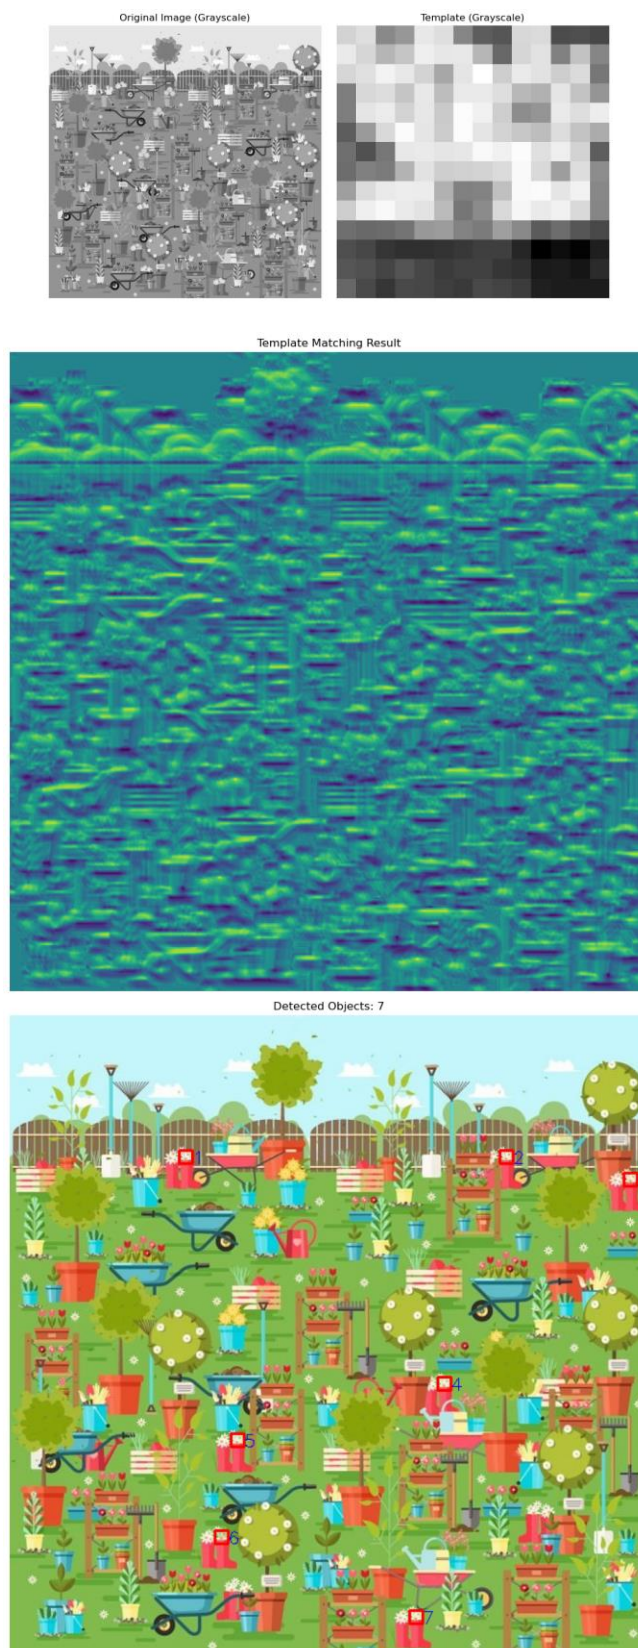 Original Image (Grayscale)
Template (Grayscale)
Template Matching Result
Detected Objects: 7
1
2
4
5
6
7